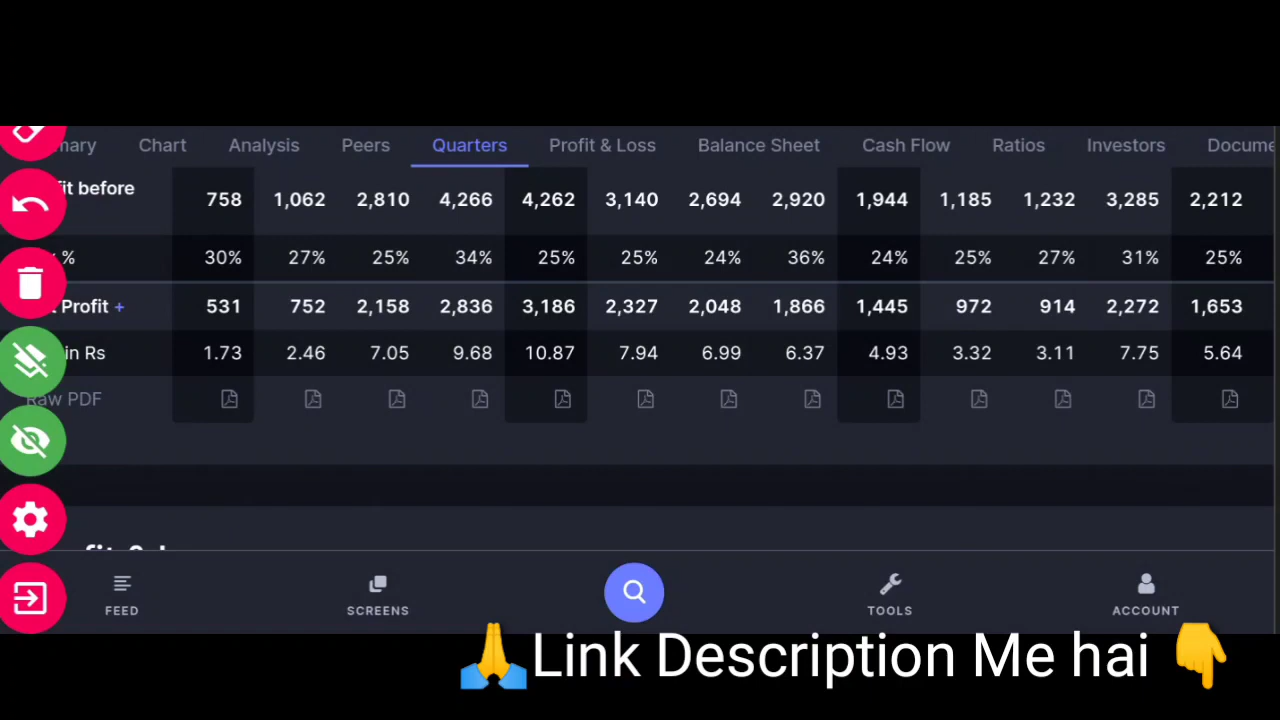 mary Chart Analysis Peers Quarters Profit & Loss Balance Sheet Cash Flow Ratios Investors Docume
fit before 758 1,062 2,810 4,266 4,262 3,140 2,694 2,920 1,944 1,185 1,232 3,285 2,212
% 30% 27% 25% 34% 25% 25% 24% 36% 24% 25% 27% 31% 25%
Profit + 531 752 2,158 2,836 3,186 2,327 2,048 1,866 1,445 972 914 2,272 1,653
in Rs 1.73 2.46 7.05 9.68 10.87 7.94 6.99 6.37 4.93 3.32 3.11 7.75 5.64
Raw PDF
FEED SCREENS TOOLS ACCOUNT
🙏Link Description Me hai 👇